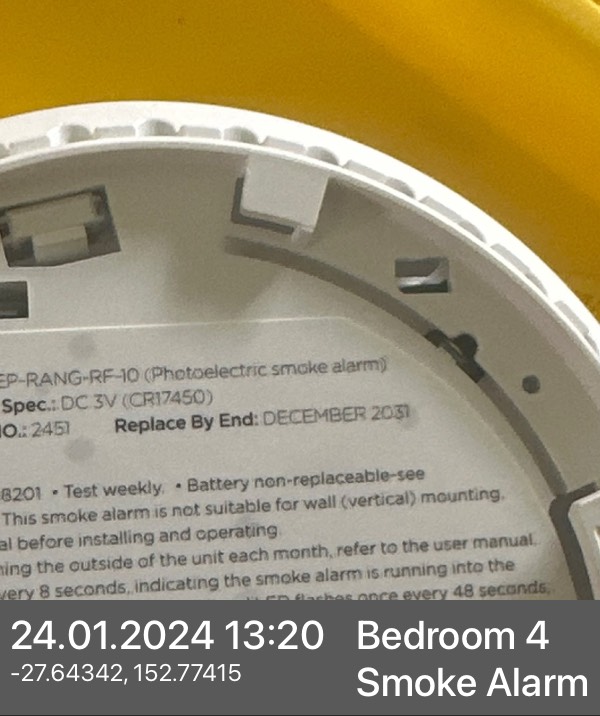 EP-RANG-RF-10 (Photoelectric smoke alarm)
Spec.: DC 3V (CR17450)
IO.: 2451 Replace By End: DECEMBER 2031
8201 • Test weekly. • Battery non-replaceable-see
This smoke alarm is not suitable for wall (vertical) mounting.
al before installing and operating.
ning the outside of the unit each month, refer to the user manual.
very 8 seconds, indicating the smoke alarm is running into the
LED flashes once every 48 seconds,
24.01.2024 13:20 Bedroom 4
-27.64342, 152.77415 Smoke Alarm